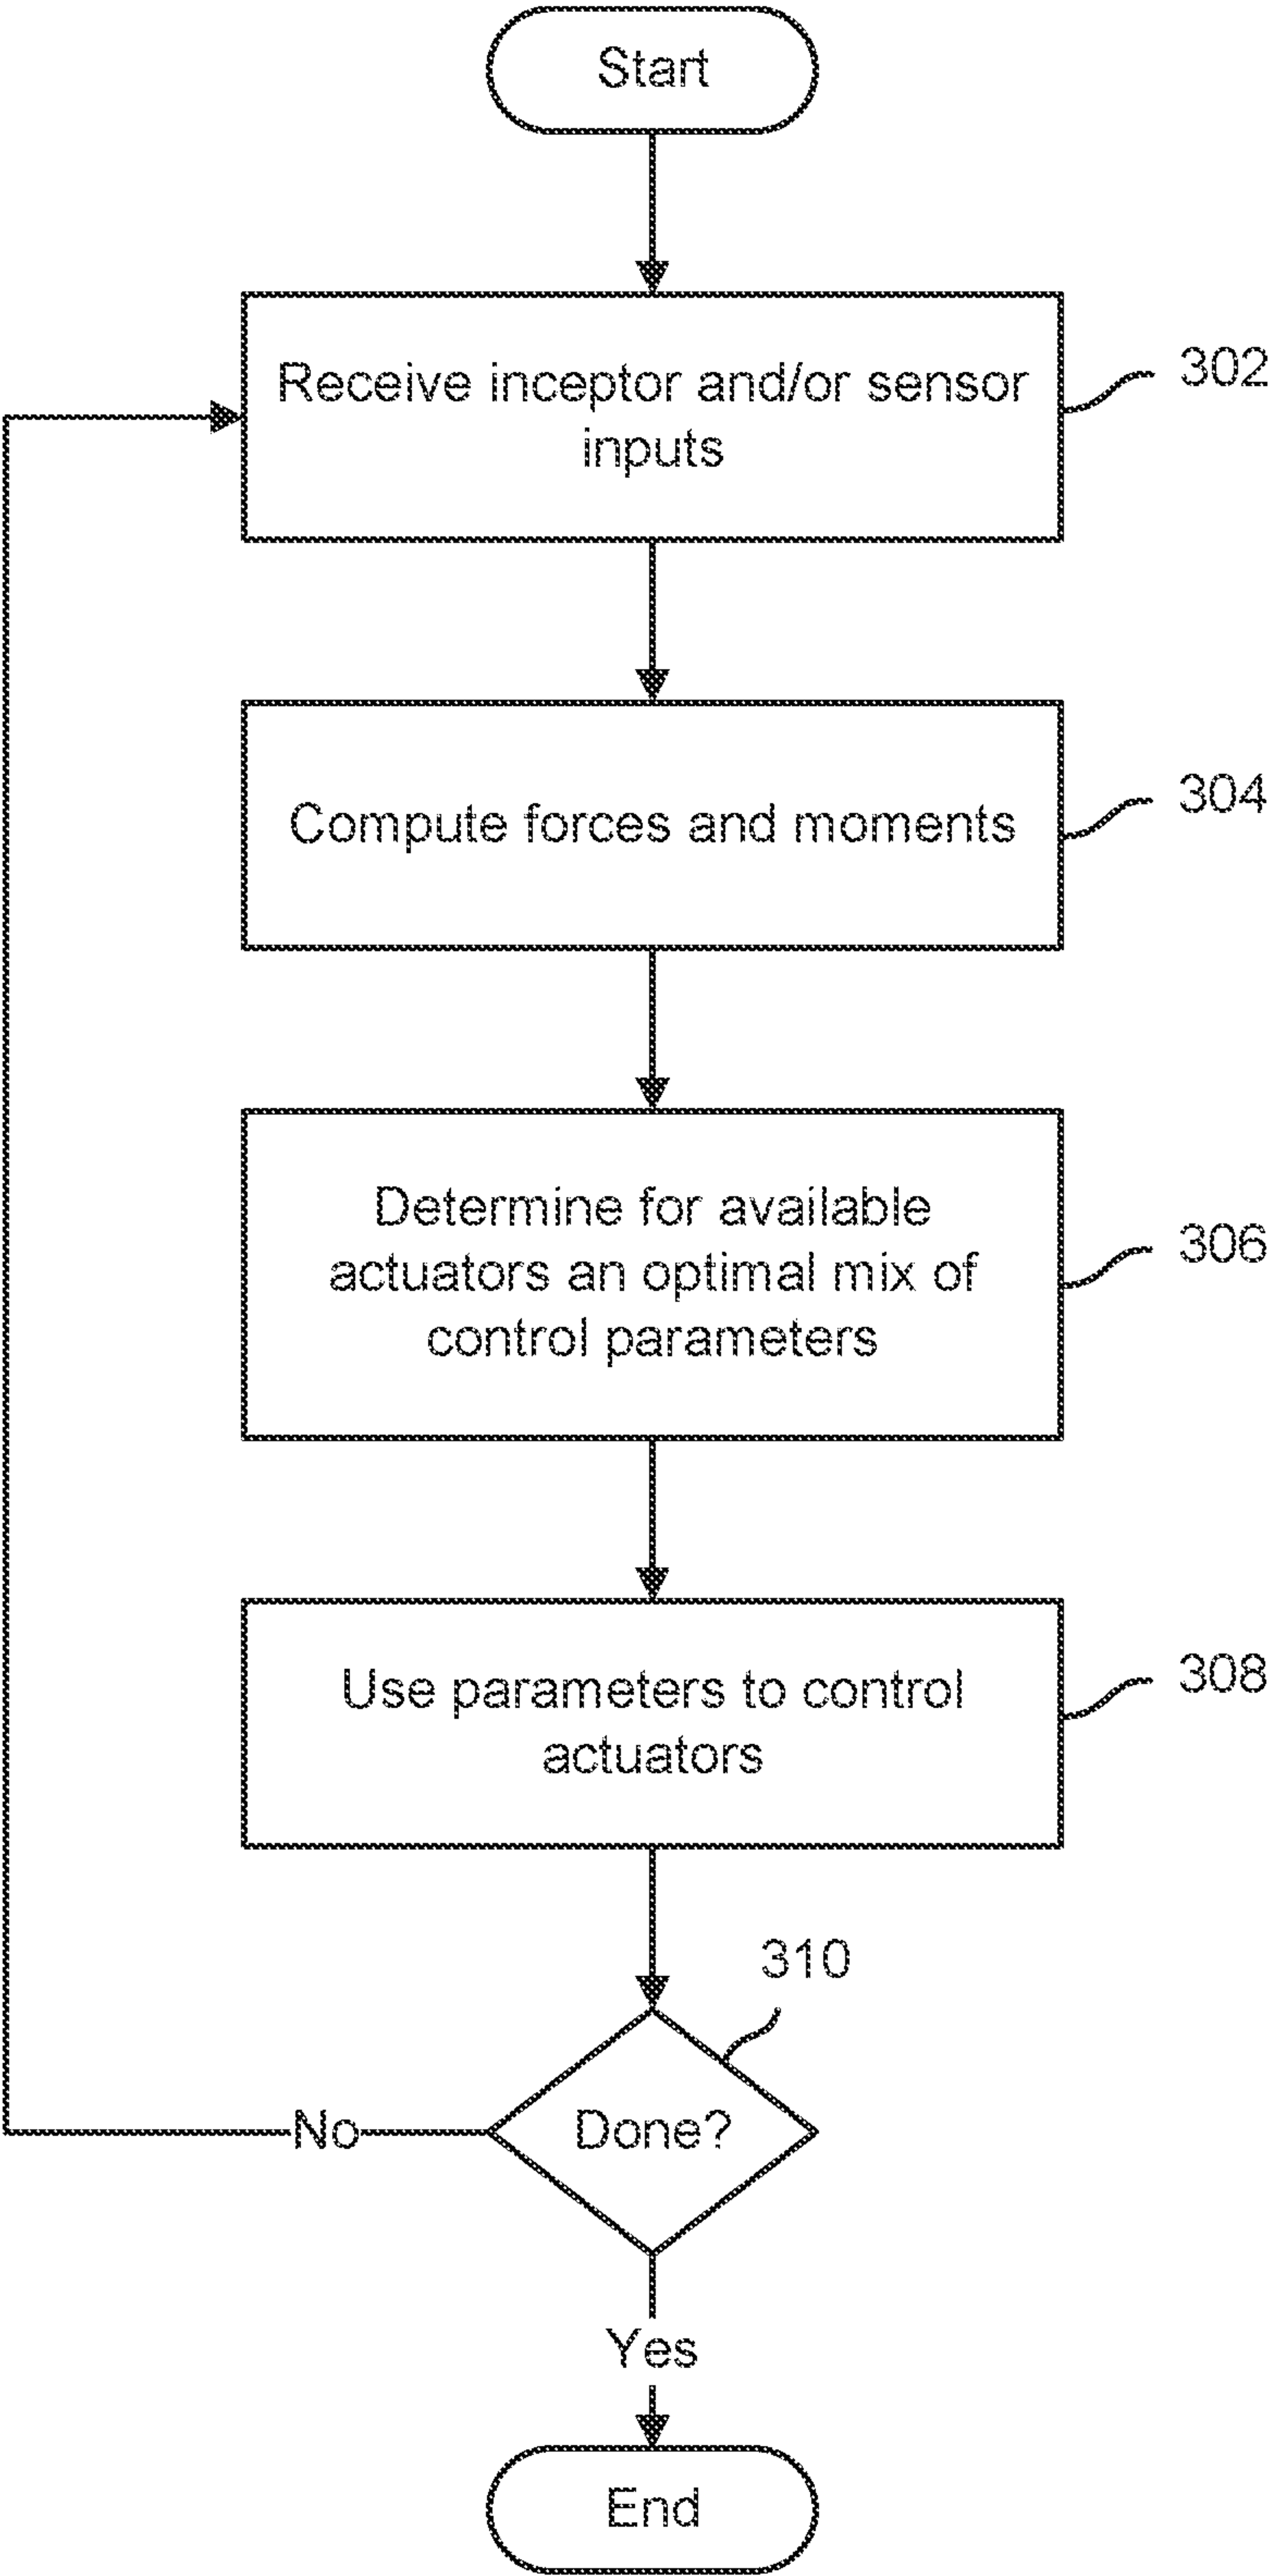 Start
Receive inceptor and/or sensor
inputs
302
Compute forces and moments
304
Determine for available
actuators an optimal mix of
control parameters
306
Use parameters to control
actuators
308
310
Done?
No
Yes
End